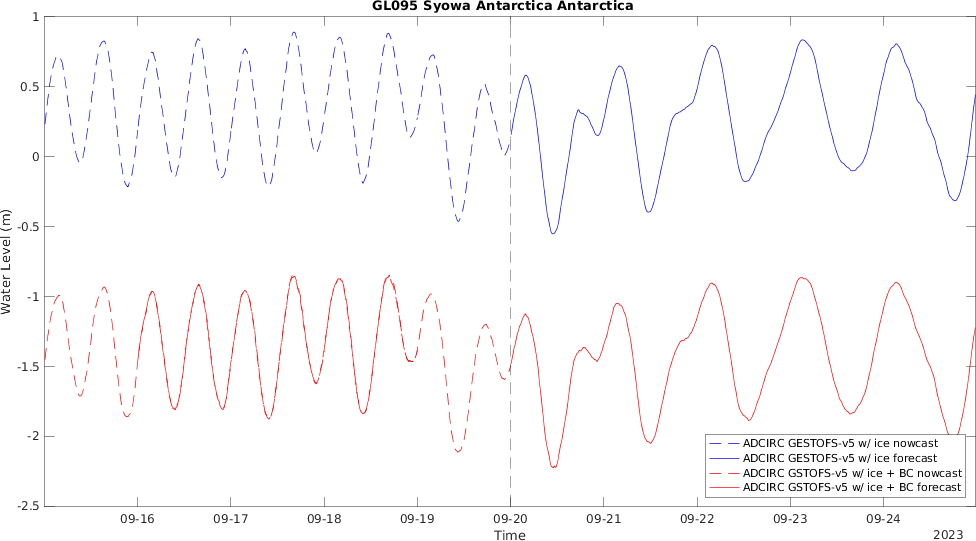 GL095 Syowa Antarctica Antarctica
1
0.5
0
-0.5
-1
-1.5
-2
-2.5
Water Level (m)
ADCIRC GESTOFS-v5 w/ ice nowcast
ADCIRC GESTOFS-v5 w/ ice forecast
ADCIRC GSTOFS-v5 w/ ice + BC nowcast
ADCIRC GSTOFS-v5 w/ ice + BC forecast
09-16 09-17 09-18 09-19 09-20 09-21 09-22 09-23 09-24
Time
2023